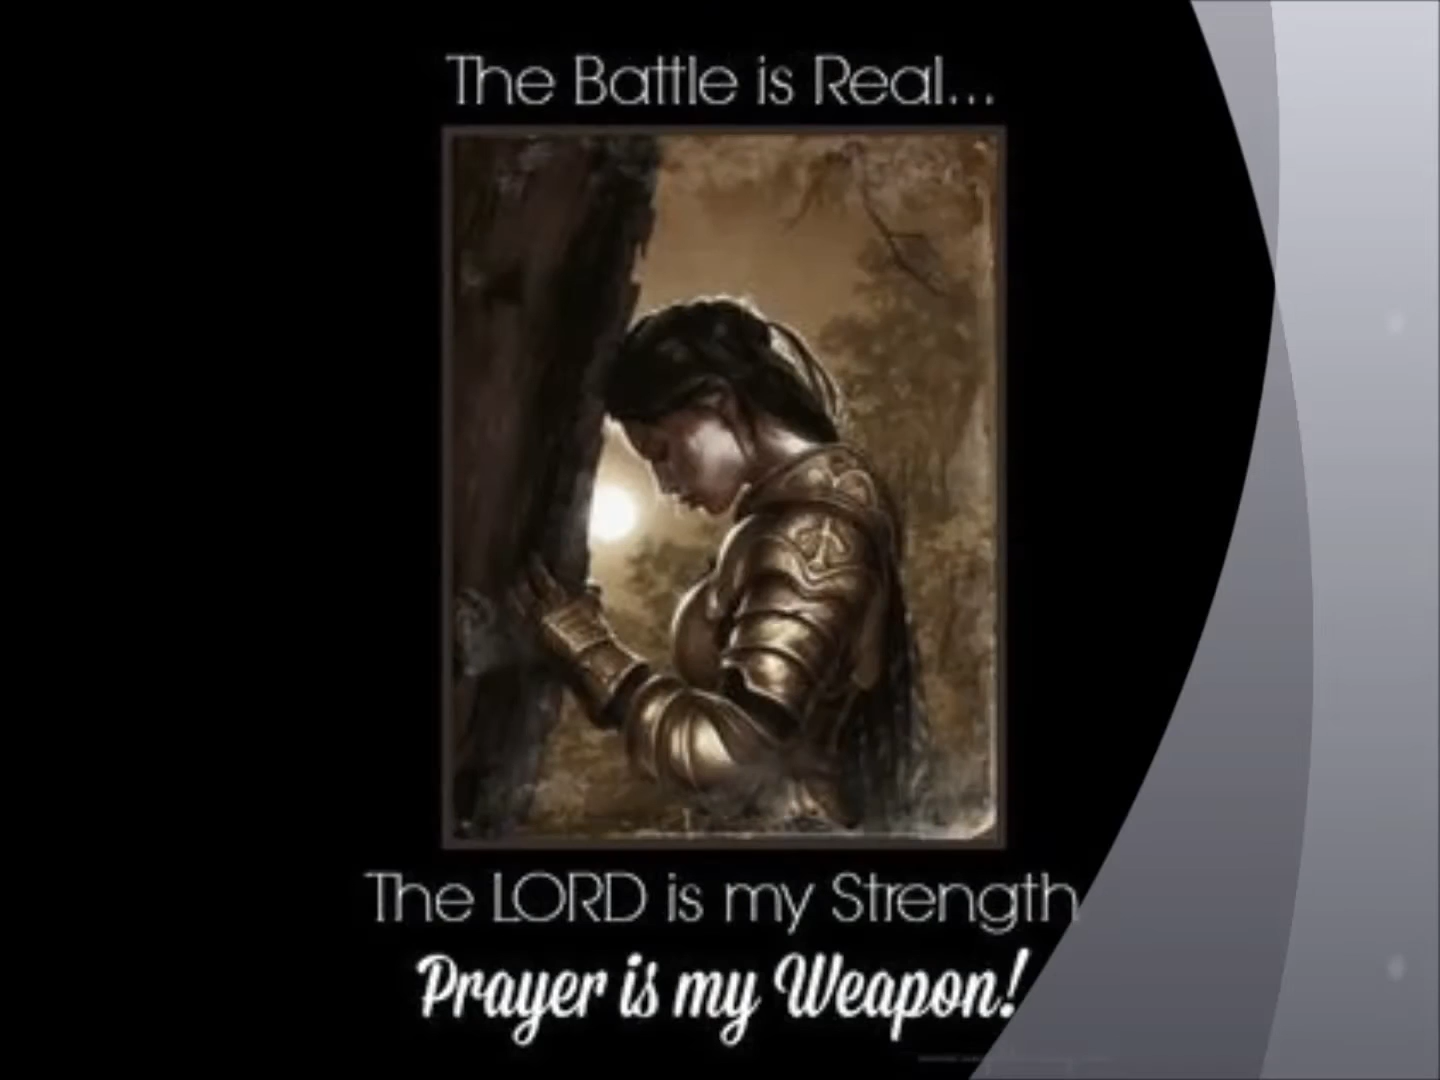 The Battle is Real...
The LORD is my Strength
Prayer is my Weapon!